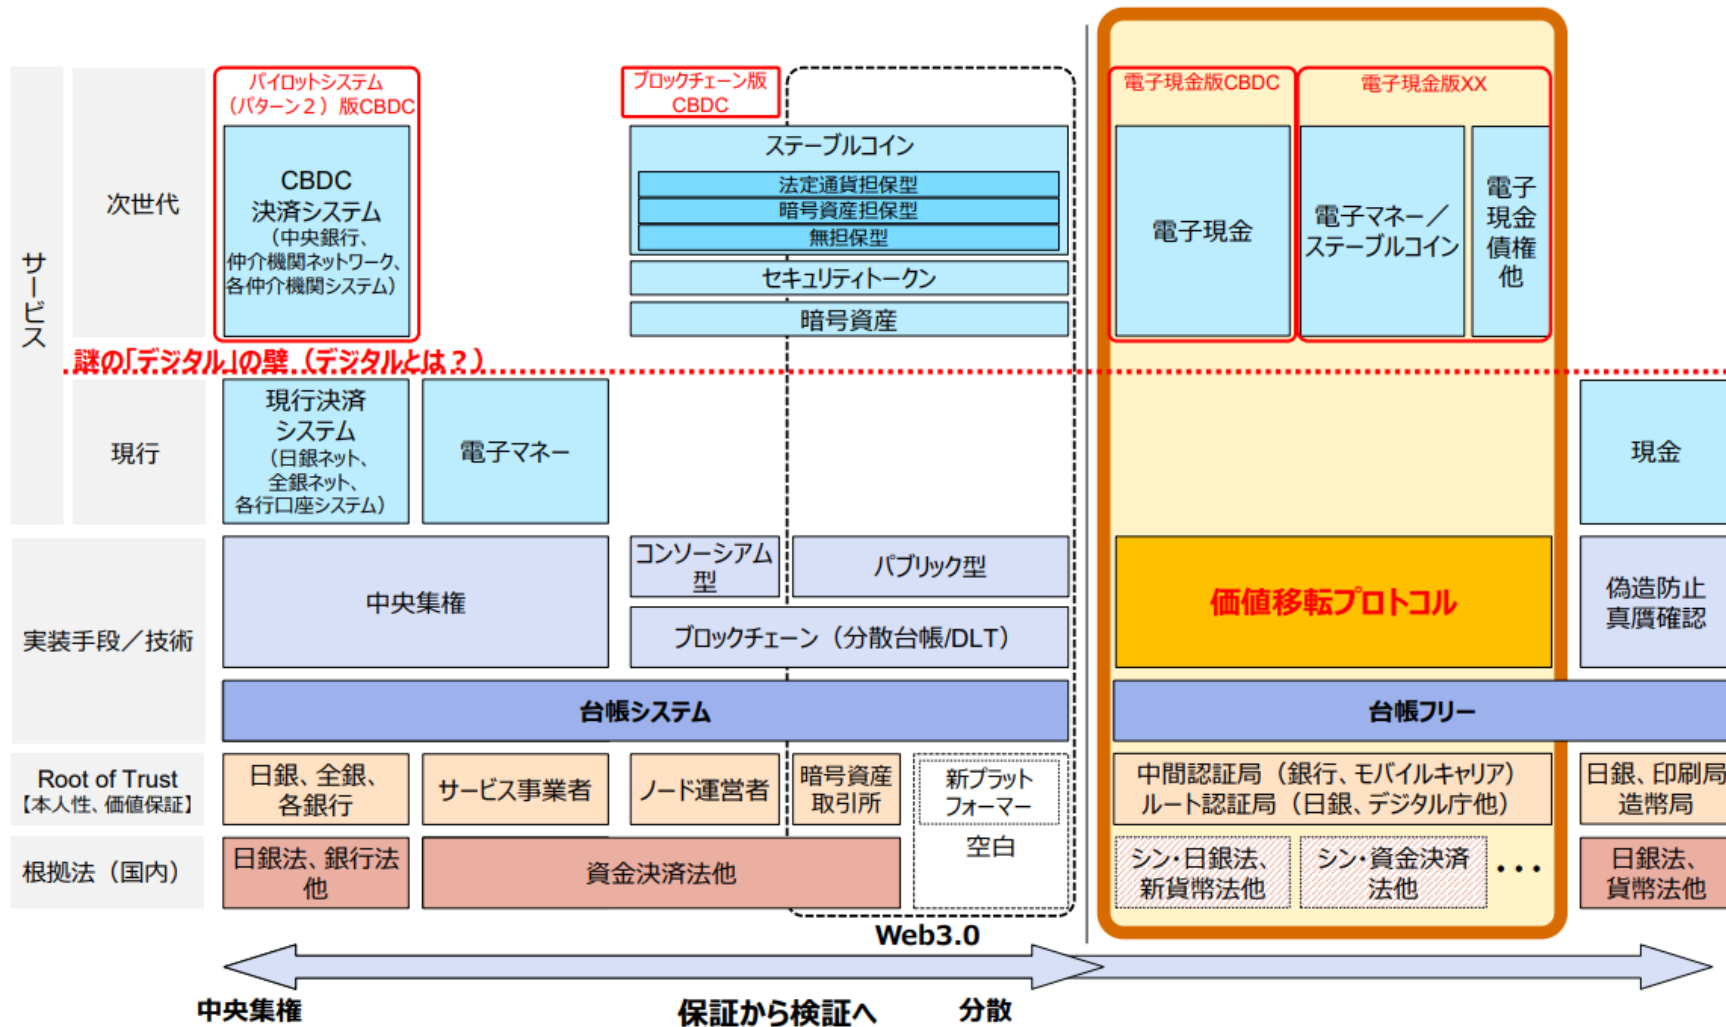 パイロットシステム
（パターン２）版CBDC
ブロックチェーン版
CBDC
電子現金版CBDC
電子現金版XX
サービス
次世代
CBDC
決済システム
（中央銀行、
仲介機関ネットワーク、
各仲介機関システム）
ステーブルコイン
法定通貨担保型
暗号資産担保型
無担保型
セキュリティトークン
暗号資産
電子現金
電子マネー／
ステーブルコイン
電子
現金
債権
他
謎の「デジタル」の壁（デジタルとは？）
現行
現行決済
システム
（日銀ネット、
全銀ネット、
各行口座システム）
電子マネー
現金
実装手段／技術
中央集権
コンソーシアム
型
パブリック型
ブロックチェーン（分散台帳/DLT）
価値移転プロトコル
偽造防止
真贋確認
台帳システム
台帳フリー
Root of Trust
【本人性、価値保証】
日銀、全銀、
各銀行
サービス事業者
ノード運営者
暗号資産
取引所
新プラット
フォーマー
空白
中間認証局（銀行、モバイルキャリア）
ルート認証局（日銀、デジタル庁他）
日銀、印刷局
造幣局
根拠法（国内）
日銀法、銀行法
他
資金決済法他
シン・日銀法、
新貨幣法他
シン・資金決済
法他
・・・
日銀法、
貨幣法他
Web3.0
中央集権
保証から検証へ
分散